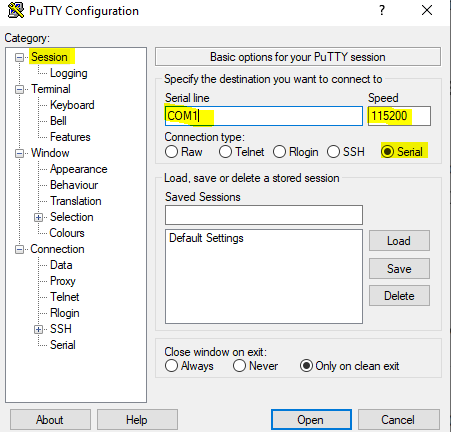 PuTTY Configuration
Category:
Session
Logging
Terminal
Keyboard
Bell
Features
Window
Appearance
Behaviour
Translation
Selection
Colours
Connection
Data
Proxy
Telnet
Rlogin
SSH
Serial
Basic options for your PuTTY session
Specify the destination you want to connect to
Serial line Speed
COM1 115200
Connection type:
Raw Telnet Rlogin SSH Serial
Load, save or delete a stored session
Saved Sessions
Default Settings
Load
Save
Delete
Close window on exit:
Always Never Only on clean exit
About Help Open Cancel